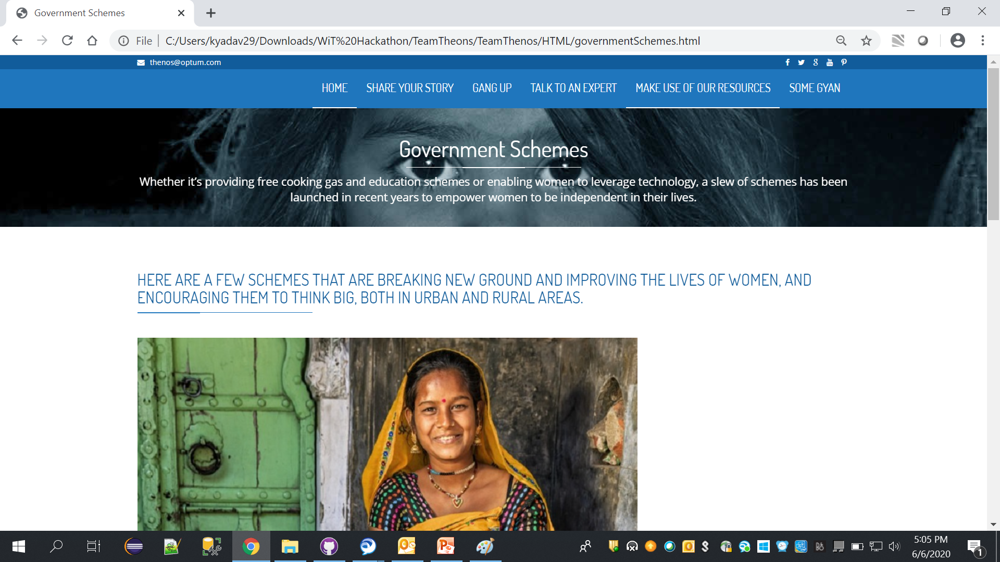 Government Schemes
File
C:/Users/kyadav29/Downloads/WiT%20Hackathon/TeamTheons/TeamThenos/HTML/governmentSchemes.html
thenos@optum.com
HOME SHARE YOUR STORY GANG UP TALK TO AN EXPERT MAKE USE OF OUR RESOURCES SOME GYAN
Government Schemes
Whether it’s providing free cooking gas and education schemes or enabling women to leverage technology, a slew of schemes has been
launched in recent years to empower women to be independent in their lives.
HERE ARE A FEW SCHEMES THAT ARE BREAKING NEW GROUND AND IMPROVING THE LIVES OF WOMEN, AND
ENCOURAGING THEM TO THINK BIG, BOTH IN URBAN AND RURAL AREAS.
5:05 PM
6/6/2020
1